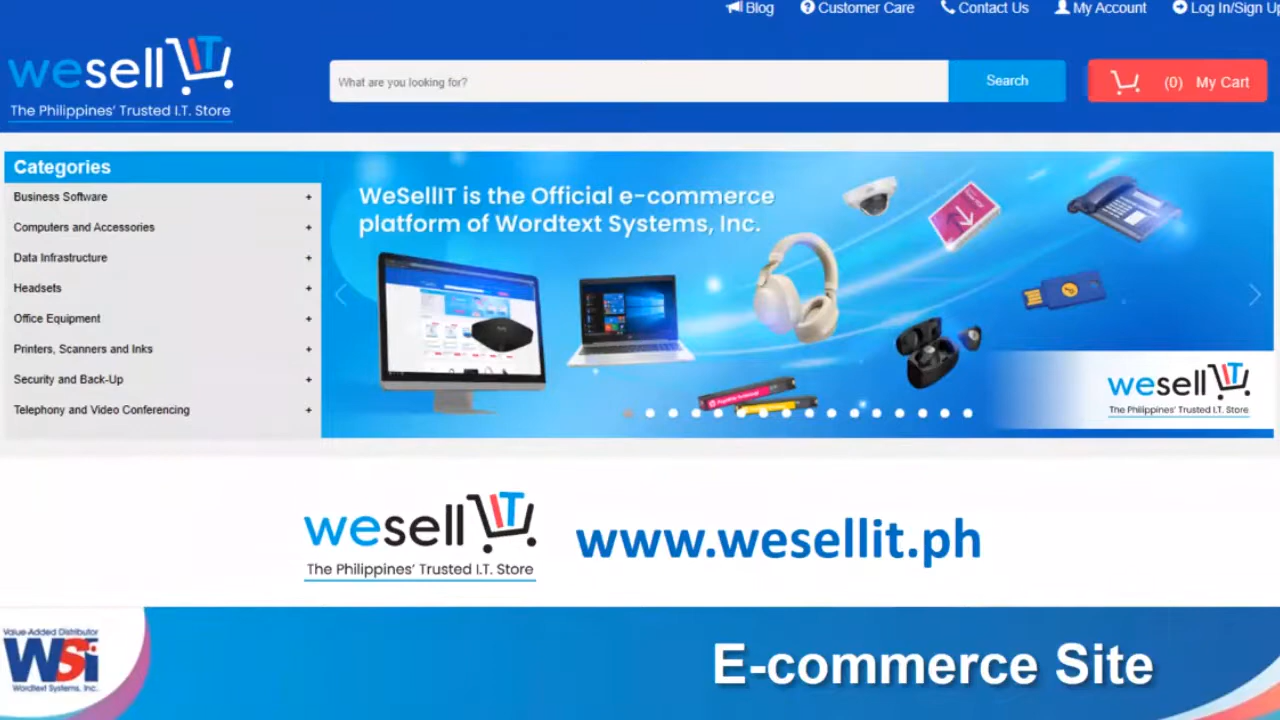 Blog
Customer Care
Contact Us
My Account
Log In/Sign Up
wesell IT
The Philippines' Trusted I.T. Store
What are you looking for?
Search
(0) My Cart
Categories
Business Software +
Computers and Accessories +
Data Infrastructure +
Headsets +
Office Equipment +
Printers, Scanners and Inks +
Security and Back-Up +
Telephony and Video Conferencing +
WeSellIT is the Official e-commerce
platform of Wordtext Systems, Inc.
wesell IT
The Philippines' Trusted I.T. Store
wesell IT
The Philippines' Trusted I.T. Store
www.wesellit.ph
Value-Added Distributor
WSi
Wordtext Systems, Inc.
E-commerce Site